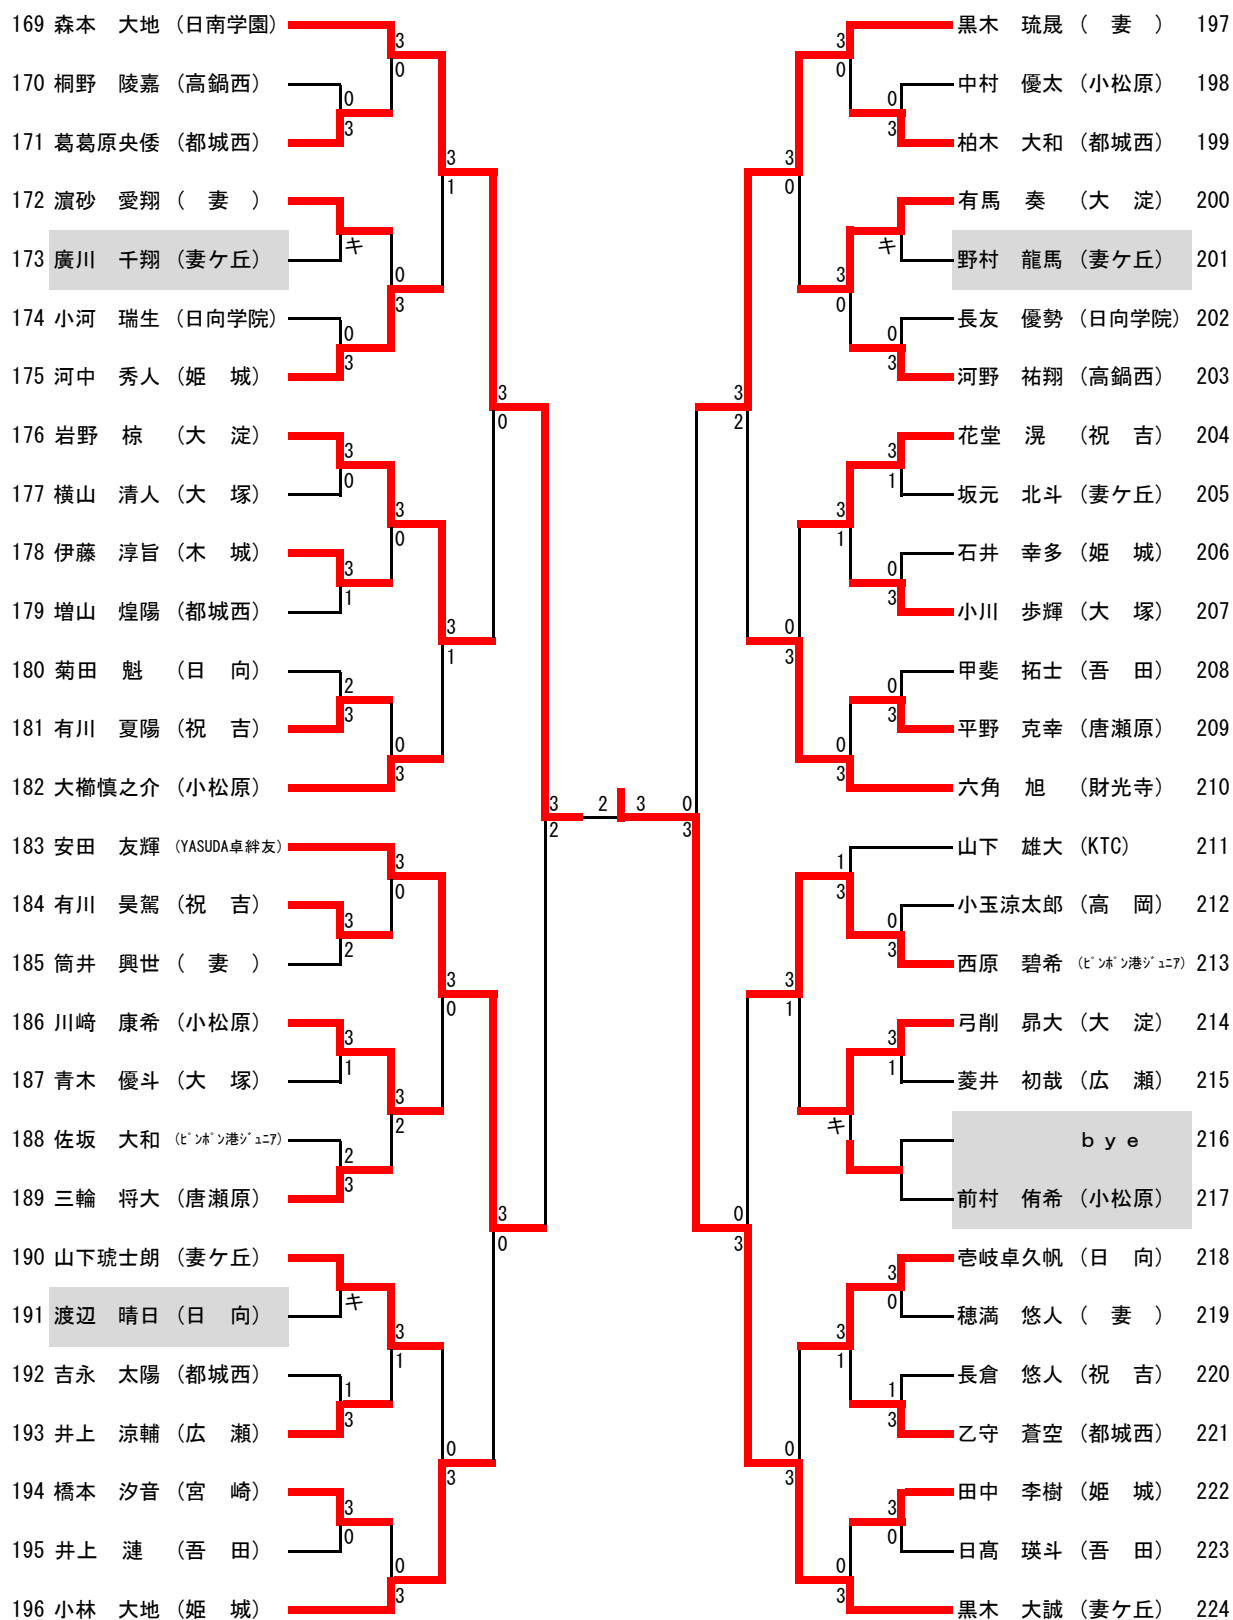 169 森本 大地 (日南学園)
170 桐野 陵嘉 (高鍋西)
171 葛葛原央倭 (都城西)
172 濵砂 愛翔 ( 妻 )
173 廣川 千翔 (妻ケ丘)
174 小河 瑞生 (日向学院)
175 河中 秀人 (姫 城)
176 岩野 椋 (大 淀)
177 横山 清人 (大 塚)
178 伊藤 淳旨 (木 城)
179 増山 煌陽 (都城西)
180 菊田 魁 (日 向)
181 有川 夏陽 (祝 吉)
182 大櫛慎之介 (小松原)
183 安田 友輝 (YASUDA卓絆友)
184 有川 昊駕 (祝 吉)
185 筒井 興世 ( 妻 )
186 川﨑 康希 (小松原)
187 青木 優斗 (大 塚)
188 佐坂 大和 (ピンポン港ジュニア)
189 三輪 将大 (唐瀬原)
190 山下琥士朗 (妻ケ丘)
191 渡辺 晴日 (日 向)
192 吉永 太陽 (都城西)
193 井上 涼輔 (広 瀬)
194 橋本 汐音 (宮 崎)
195 井上 漣 (吾 田)
196 小林 大地 (姫 城)
3
0
0
3
3
1
キ
0
3
0
3
3
0
3
0
3
0
3
1
3
1
2
3
0
3
3
2
2
3
0
3
0
3
2
3
0
3
1
3
2
2
3
3
0
キ
3
1
1
3
0
3
3
0
0
3
黒木 琉晟 ( 妻 ) 197
中村 優太 (小松原) 198
柏木 大和 (都城西) 199
有馬 奏 (大 淀) 200
野村 龍馬 (妻ケ丘) 201
長友 優勢 (日向学院) 202
河野 祐翔 (高鍋西) 203
花堂 滉 (祝 吉) 204
坂元 北斗 (妻ケ丘) 205
石井 幸多 (姫 城) 206
小川 歩輝 (大 塚) 207
甲斐 拓士 (吾 田) 208
平野 克幸 (唐瀬原) 209
六角 旭 (財光寺) 210
山下 雄大 (KTC) 211
小玉涼太郎 (高 岡) 212
西原 碧希 (ピンポン港ジュニア) 213
弓削 昴大 (大 淀) 214
菱井 初哉 (広 瀬) 215
bye 216
前村 侑希 (小松原) 217
壱岐卓久帆 (日 向) 218
穂満 悠人 ( 妻 ) 219
長倉 悠人 (祝 吉) 220
乙守 蒼空 (都城西) 221
田中 李樹 (姫 城) 222
日髙 瑛斗 (吾 田) 223
黒木 大誠 (妻ケ丘) 224
3
0
0
3
3
0
キ
3
0
0
3
3
2
3
1
3
1
0
3
0
3
0
3
0
3
3
0
3
1
3
0
3
3
1
3
1
キ
0
3
3
0
3
1
1
3
0
3
3
0
0
3